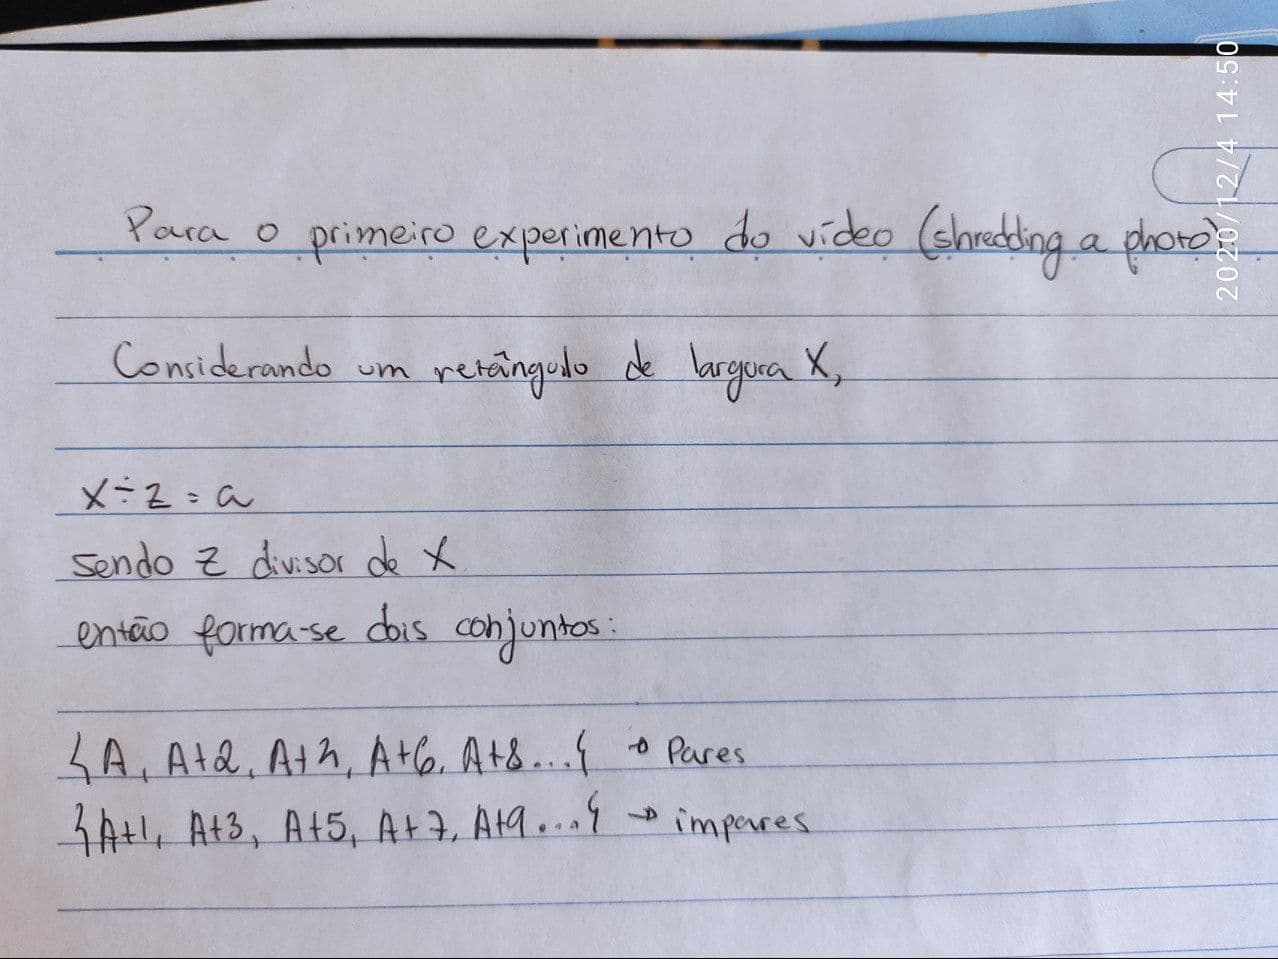 Para o primeiro experimento do vídeo (shredding a photo)
Considerando um retângulo de largura X,
X÷Z = a
sendo Z divisor de X
então forma-se dois conjuntos:
{A, A+2, A+4, A+6, A+8...{ → Pares
}A+1, A+3, A+5, A+7, A+9...} → impares
2020/12/4 14:50